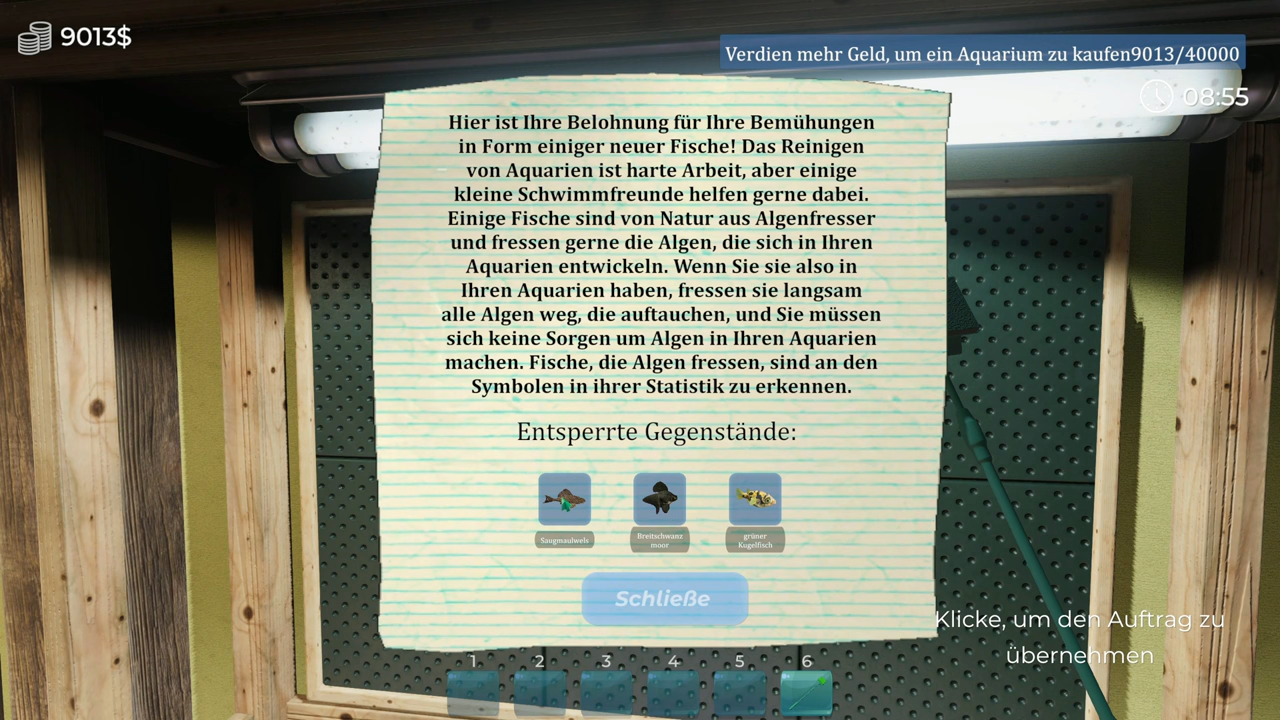 9013$
Verdien mehr Geld, um ein Aquarium zu kaufen9013/40000
08:55
Hier ist Ihre Belohnung für Ihre Bemühungen
in Form einiger neuer Fische! Das Reinigen
von Aquarien ist harte Arbeit, aber einige
kleine Schwimmfreunde helfen gerne dabei.
Einige Fische sind von Natur aus Algenfresser
und fressen gerne die Algen, die sich in Ihren
Aquarien entwickeln. Wenn Sie sie also in
Ihren Aquarien haben, fressen sie langsam
alle Algen weg, die auftauchen, und Sie müssen
sich keine Sorgen um Algen in Ihren Aquarien
machen. Fische, die Algen fressen, sind an den
Symbolen in ihrer Statistik zu erkennen.
Entsperrte Gegenstände:
Saugmaulwels
Breitschwanz
moor
grüner
Kugelfisch
Schließe
Klicke, um den Auftrag zu
übernehmen
1 2 3 4 5 6